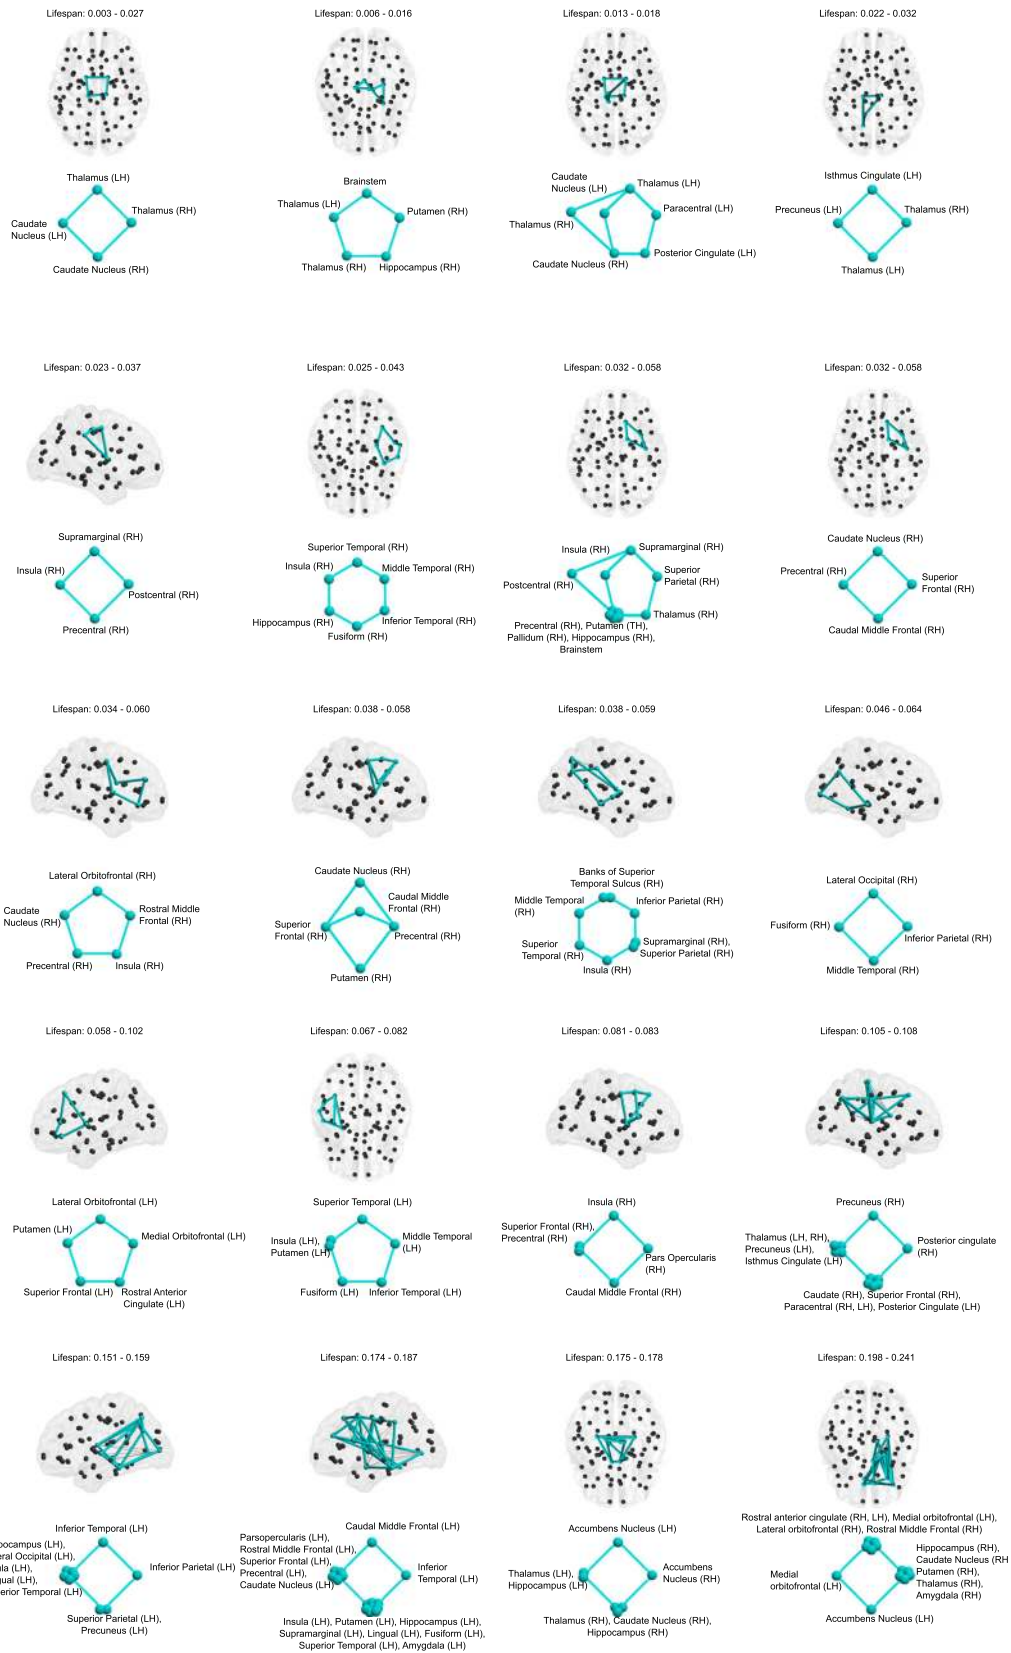 Lifespan: 0.003 - 0.027
Lifespan: 0.006 - 0.016
Lifespan: 0.013 - 0.018
Lifespan: 0.022 - 0.032
Thalamus (LH)
Thalamus (RH)
Caudate
Nucleus (LH)
Caudate Nucleus (RH)
Brainstem
Thalamus (LH)
Putamen (RH)
Thalamus (RH)
Hippocampus (RH)
Caudate
Nucleus (LH)
Thalamus (LH)
Paracentral (LH)
Thalamus (RH)
Caudate Nucleus (RH)
Posterior Cingulate (LH)
Isthmus Cingulate (LH)
Precuneus (LH)
Thalamus (RH)
Thalamus (LH)
Lifespan: 0.023 - 0.037
Lifespan: 0.025 - 0.043
Lifespan: 0.032 - 0.058
Lifespan: 0.032 - 0.058
Supramarginal (RH)
Insula (RH)
Postcentral (RH)
Precentral (RH)
Superior Temporal (RH)
Insula (RH)
Middle Temporal (RH)
Hippocampus (RH)
Inferior Temporal (RH)
Fusiform (RH)
Insula (RH)
Supramarginal (RH)
Postcentral (RH)
Superior
Parietal (RH)
Thalamus (RH)
Precentral (RH), Putamen (TH),
Pallidum (RH), Hippocampus (RH),
Brainstem
Caudate Nucleus (RH)
Precentral (RH)
Superior
Frontal (RH)
Caudal Middle Frontal (RH)
Lifespan: 0.034 - 0.060
Lifespan: 0.038 - 0.058
Lifespan: 0.038 - 0.059
Lifespan: 0.046 - 0.064
Lateral Orbitofrontal (RH)
Caudate
Nucleus (RH)
Rostral Middle
Frontal (RH)
Precentral (RH)
Insula (RH)
Caudate Nucleus (RH)
Caudal Middle
Frontal (RH)
Superior
Frontal (RH)
Precentral (RH)
Putamen (RH)
Banks of Superior
Temporal Sulcus (RH)
Middle Temporal
(RH)
Inferior Parietal (RH)
Superior
Temporal (RH)
Supramarginal (RH),
Superior Parietal (RH)
Insula (RH)
Lateral Occipital (RH)
Fusiform (RH)
Inferior Parietal (RH)
Middle Temporal (RH)
Lifespan: 0.058 - 0.102
Lifespan: 0.067 - 0.082
Lifespan: 0.081 - 0.083
Lifespan: 0.105 - 0.108
Lateral Orbitofrontal (LH)
Putamen (LH)
Medial Orbitofrontal (LH)
Superior Frontal (LH)
Rostral Anterior
Cingulate (LH)
Superior Temporal (LH)
Insula (LH),
Putamen (LH)
Middle Temporal
(LH)
Fusiform (LH)
Inferior Temporal (LH)
Insula (RH)
Superior Frontal (RH),
Precentral (RH)
Pars Opercularis
(RH)
Caudal Middle Frontal (RH)
Precuneus (RH)
Thalamus (LH, RH),
Precuneus (LH),
Isthmus Cingulate (LH)
Posterior cingulate
(RH)
Caudate (RH), Superior Frontal (RH),
Paracentral (RH, LH), Posterior Cingulate (LH)
Lifespan: 0.151 - 0.159
Lifespan: 0.174 - 0.187
Lifespan: 0.175 - 0.178
Lifespan: 0.198 - 0.241
Inferior Temporal (LH)
ocampus (LH),
eral Occipital (LH),
ula (LH),
gual (LH),
erior Temporal (LH)
Inferior Parietal (LH)
Superior Parietal (LH),
Precuneus (LH)
Caudal Middle Frontal (LH)
Parsopercularis (LH),
Rostral Middle Frontal (LH),
Superior Frontal (LH),
Precentral (LH),
Caudate Nucleus (LH)
Inferior
Temporal (LH)
Insula (LH), Putamen (LH), Hippocampus (LH),
Supramarginal (LH), Lingual (LH), Fusiform (LH),
Superior Temporal (LH), Amygdala (LH)
Accumbens Nucleus (LH)
Thalamus (LH),
Hippocampus (LH)
Accumbens
Nucleus (RH)
Thalamus (RH), Caudate Nucleus (RH),
Hippocampus (RH)
Rostral anterior cingulate (RH, LH), Medial orbitofrontal (LH),
Lateral orbitofrontal (RH), Rostral Middle Frontal (RH)
Medial
orbitofrontal (LH)
Hippocampus (RH),
Caudate Nucleus (RH
Putamen (RH),
Thalamus (RH),
Amygdala (RH)
Accumbens Nucleus (LH)